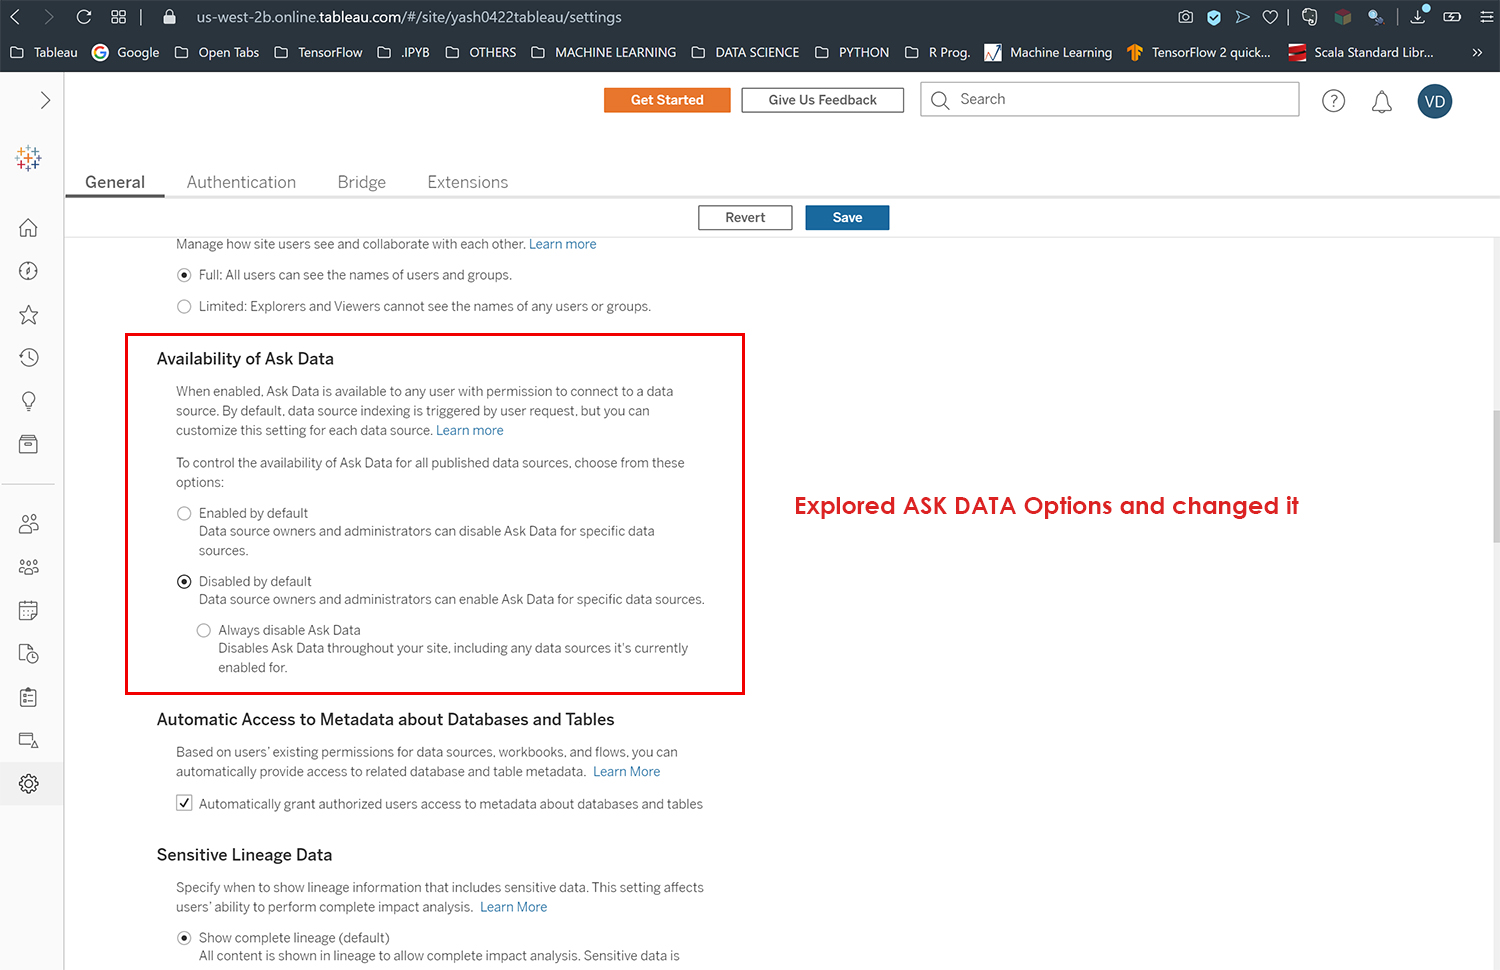 us-west-2b.online.tableau.com/#/site/yash0422tableau/settings
Tableau Google Open Tabs TensorFlow .IPYB OTHERS MACHINE LEARNING DATA SCIENCE PYTHON R Prog. Machine Learning TensorFlow 2 quick... Scala Standard Libr... »
Get Started Give Us Feedback Search ? VD
General Authentication Bridge Extensions
Revert Save
Manage how site users see and collaborate with each other. Learn more
Full: All users can see the names of users and groups.
Limited: Explorers and Viewers cannot see the names of any users or groups.
Availability of Ask Data
When enabled, Ask Data is available to any user with permission to connect to a data
source. By default, data source indexing is triggered by user request, but you can
customize this setting for each data source. Learn more
To control the availability of Ask Data for all published data sources, choose from these
options:
Enabled by default
Data source owners and administrators can disable Ask Data for specific data
sources.
Disabled by default
Data source owners and administrators can enable Ask Data for specific data sources.
Always disable Ask Data
Disables Ask Data throughout your site, including any data sources it's currently
enabled for.
Explored ASK DATA Options and changed it
Automatic Access to Metadata about Databases and Tables
Based on users' existing permissions for data sources, workbooks, and flows, you can
automatically provide access to related database and table metadata. Learn More
Automatically grant authorized users access to metadata about databases and tables
Sensitive Lineage Data
Specify when to show lineage information that includes sensitive data. This setting affects
users' ability to perform complete impact analysis. Learn More
Show complete lineage (default)
All content is shown in lineage to allow complete impact analysis. Sensitive data is